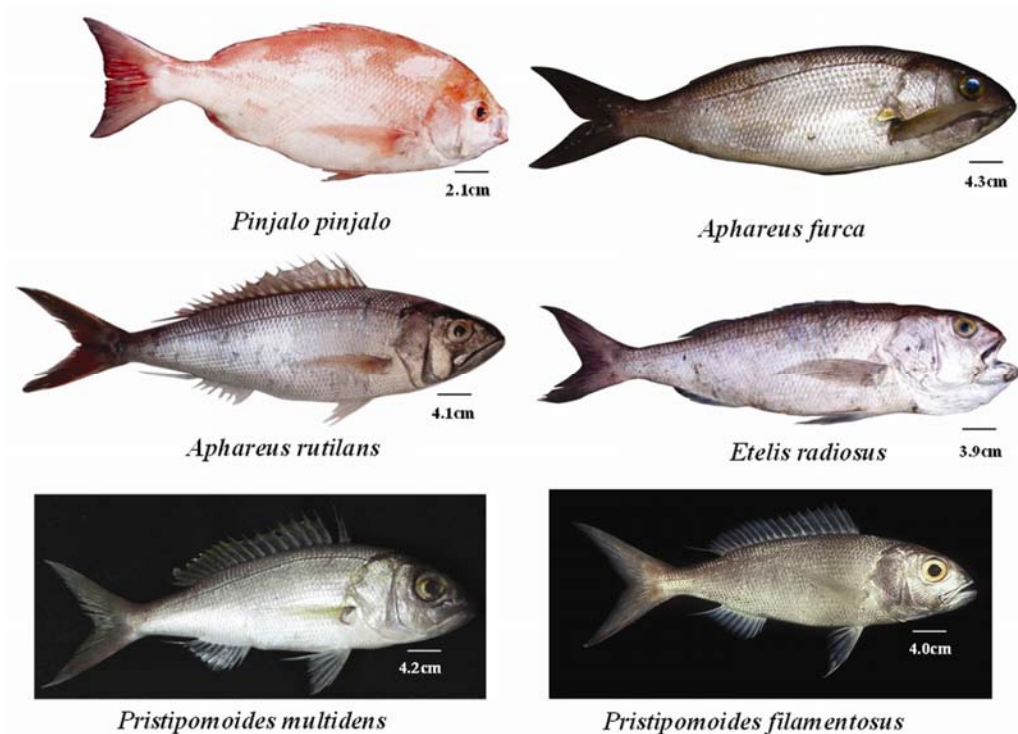 2.1cm
Pinjalo pinjalo
4.3cm
Aphareus furca
4.1cm
Aphareus rutilans
3.9cm
Etelis radiosus
4.2cm
Pristipomoides multidens
4.0cm
Pristipomoides filamentosus